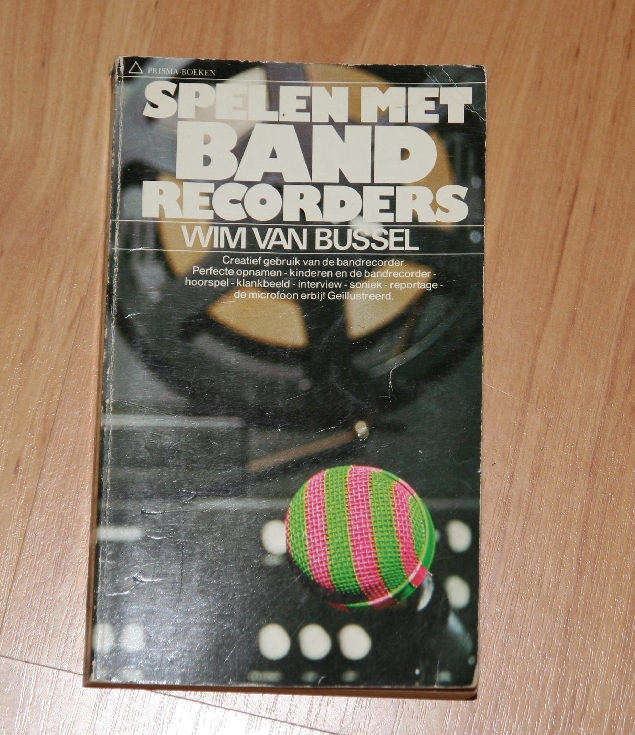 PRISMA-BOEKEN
SPELEN MET
BAND
RECORDERS
WIM VAN BUSSEL
Creatief gebruik van de bandrecorder.
Perfecte opnamen - kinderen en de bandrecorder -
hoorspel - klankbeeld - interview - soniek - reportage -
de microfoon erbij! Geïllustreerd.